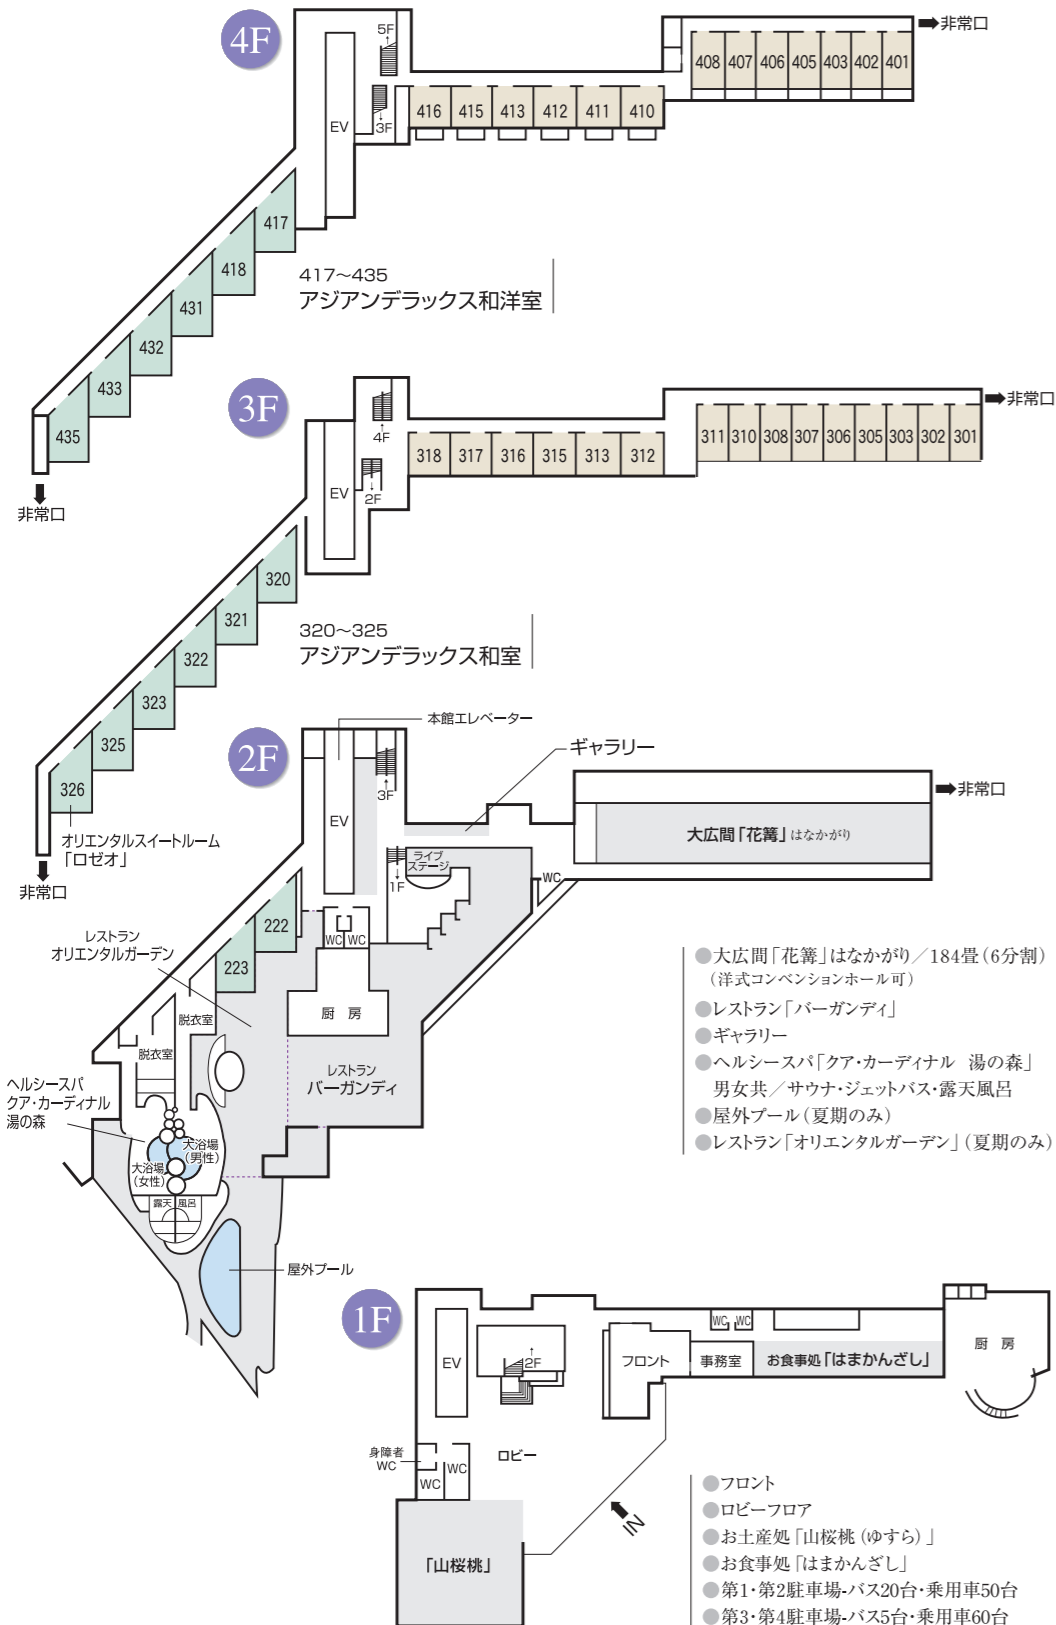 4F
5F
↑
EV
↓
3F
416 415 413 412 411 410
408 407 406 405 403 402 401
非常口
417
418
431
432
433
435
非常口
417~435
アジアンデラックス和洋室
3F
↑
4F
EV
↓
2F
318 317 316 315 313 312
311 310 308 307 306 305 303 302 301
非常口
320
321
322
323
325
326
オリエンタルスイートルーム
「ロゼオ」
非常口
320~325
アジアンデラックス和室
2F
本館エレベーター
ギャラリー
↑
3F
EV
↓
1F
ライブ
ステージ
大広間「花篝」はなかがり
非常口
WC
WC WC
222
223
レストラン
オリエンタルガーデン
厨 房
レストラン
バーガンディ
脱衣室
脱衣室
ヘルシースパ
クア・カーディナル
湯の森
大浴場
(男性)
大浴場
(女性)
露天 風呂
屋外プール
●大広間「花篝」はなかがり/184畳(6分割)
(洋式コンベンションホール可)
●レストラン「バーガンディ」
●ギャラリー
●ヘルシースパ「クア・カーディナル 湯の森」
男女共/サウナ・ジェットバス・露天風呂
●屋外プール(夏期のみ)
●レストラン「オリエンタルガーデン」(夏期のみ)
1F
EV
↑
2F
フロント
事務室
WC WC
お食事処「はまかんざし」
厨 房
身障者
WC
WC
WC
ロビー
IN
「山桜桃」
●フロント
●ロビーフロア
●お土産処「山桜桃(ゆすら)」
●お食事処「はまかんざし」
●第1・第2駐車場-バス20台・乗用車50台
●第3・第4駐車場-バス5台・乗用車60台